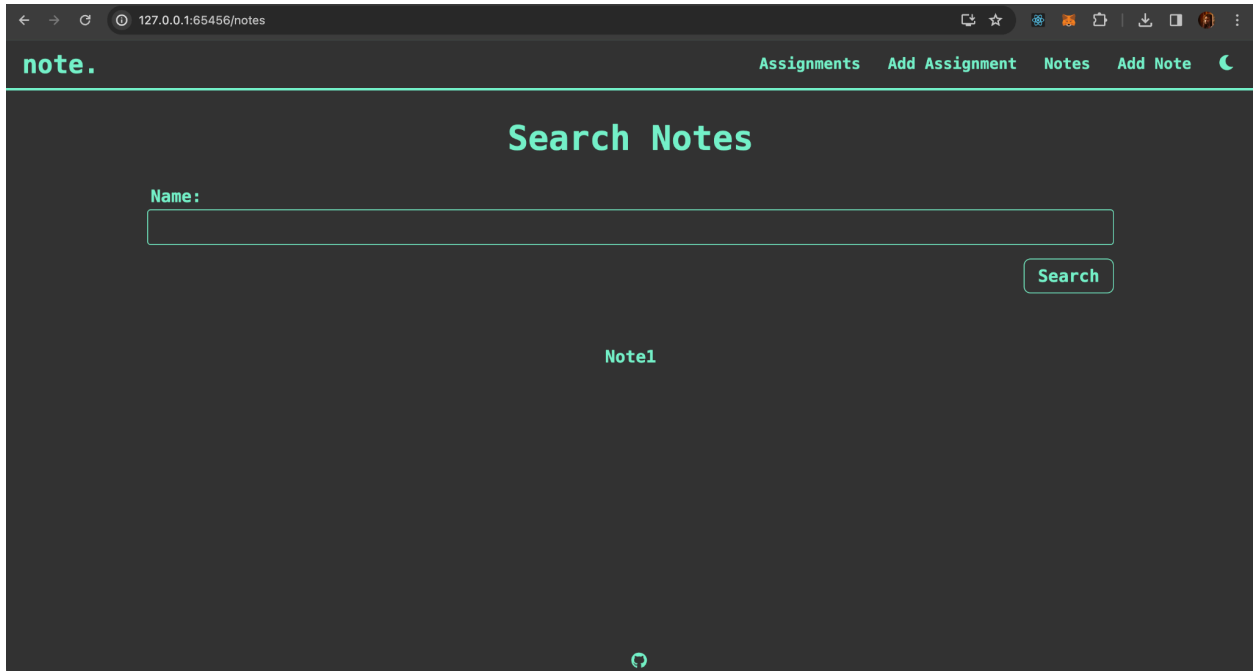 127.0.0.1:65456/notes
note.
Assignments Add Assignment Notes Add Note
Search Notes
Name:
Search
Note1